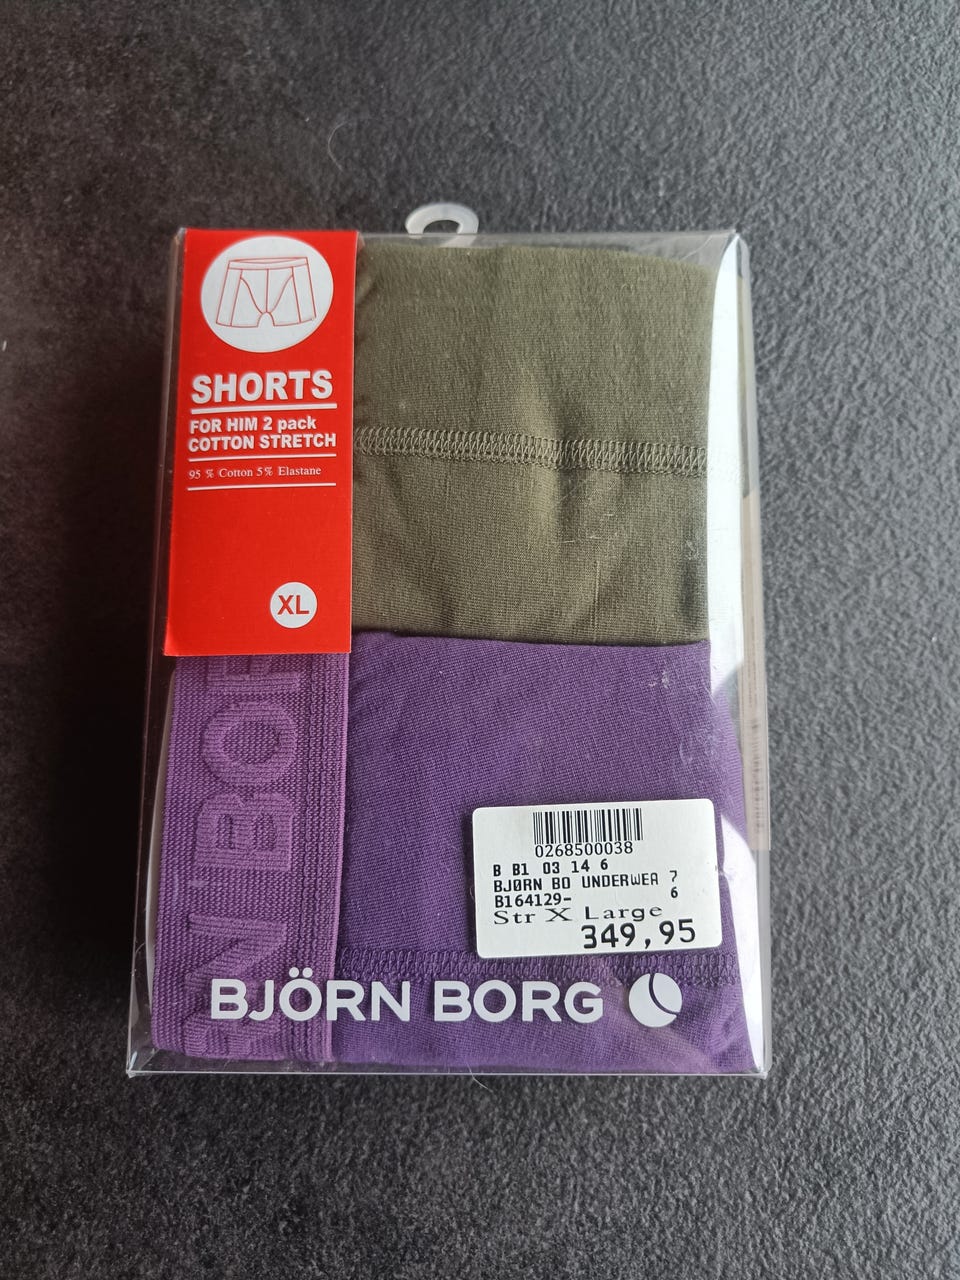 SHORTS
FOR HIM 2 pack
COTTON STRETCH
95 % Cotton 5% Elastane
XL
N BO
0268500038
B B1 03 14 6
BJØRN BO UNDERWEA 7
B164129- 6
Str X Large
349,95
BJÖRN BORG